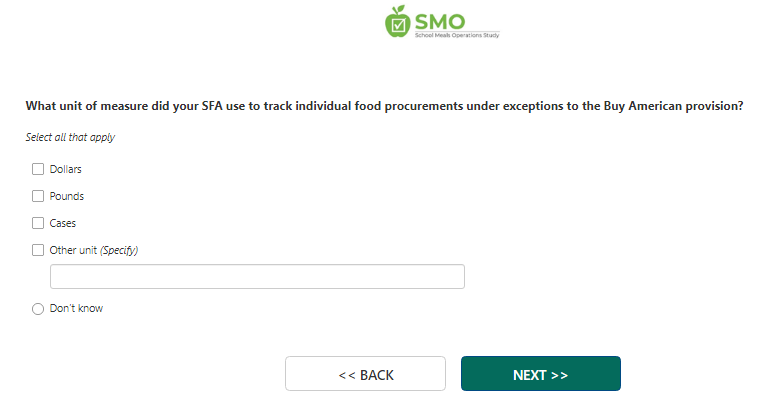 SMO
School Meals Operations Study
What unit of measure did your SFA use to track individual food procurements under exceptions to the Buy American provision?
Select all that apply
Dollars
Pounds
Cases
Other unit (Specify)
Don't know
<< BACK
NEXT >>